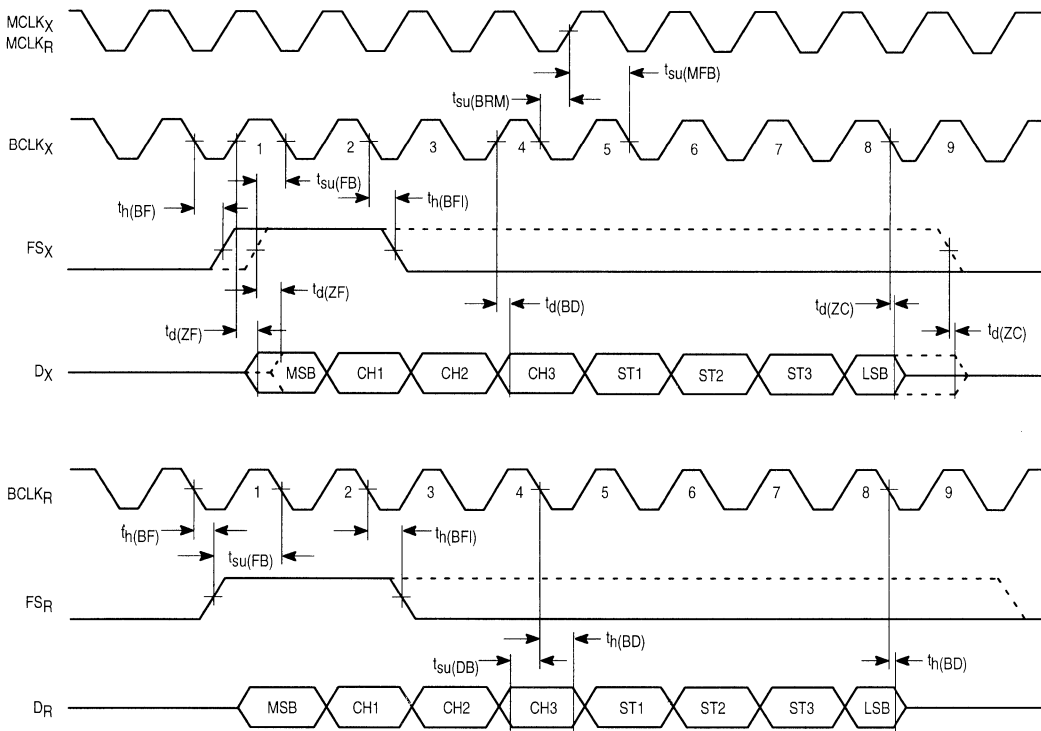 MCLKX
MCLKR
tsu(MFB)
tsu(BRM)
BCLKX
1 2 3 4 5 6 7 8 9
tsu(FB)
th(BF)
th(BFI)
FSX
td(ZF)
td(BD)
td(ZC)
td(ZF)
td(ZC)
DX
MSB CH1 CH2 CH3 ST1 ST2 ST3 LSB
BCLKR
1 2 3 4 5 6 7 8 9
th(BF)
th(BFI)
tsu(FB)
FSR
th(BD)
tsu(DB)
th(BD)
DR
MSB CH1 CH2 CH3 ST1 ST2 ST3 LSB